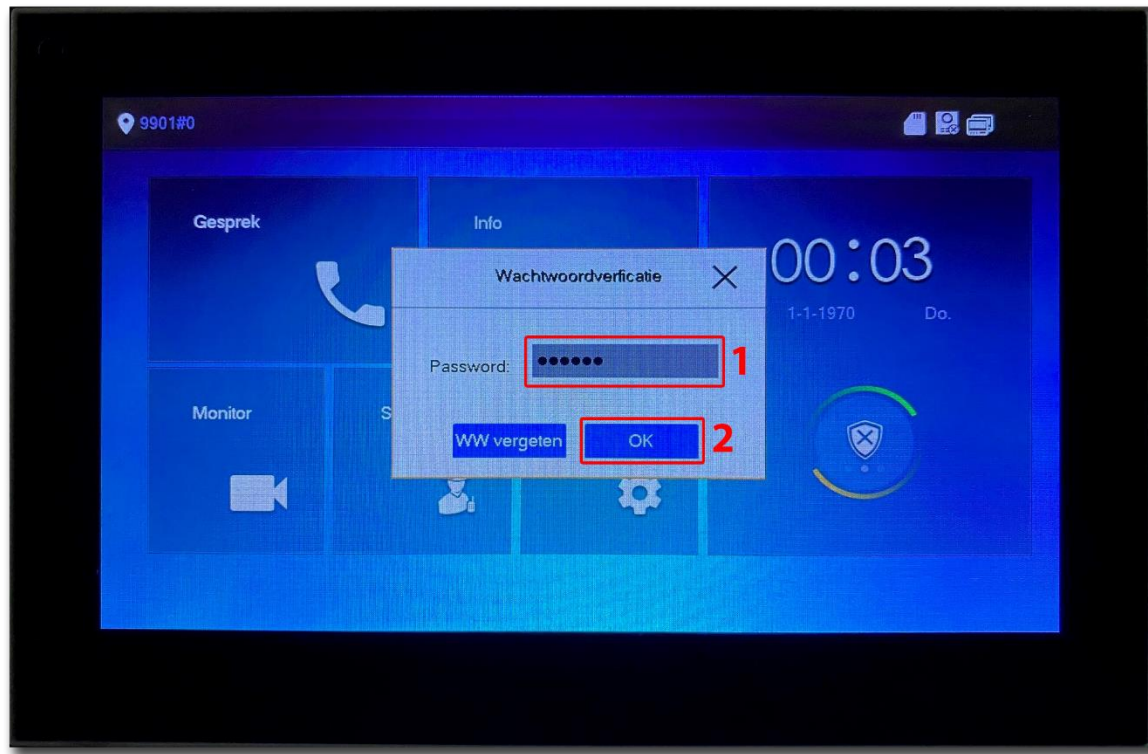 9901#0
Gesprek
Info
00:03
1-1-1970 Do.
Wachtwoordverficatie
Password: ●●●●●● 1
WW vergeten OK 2
Monitor
S